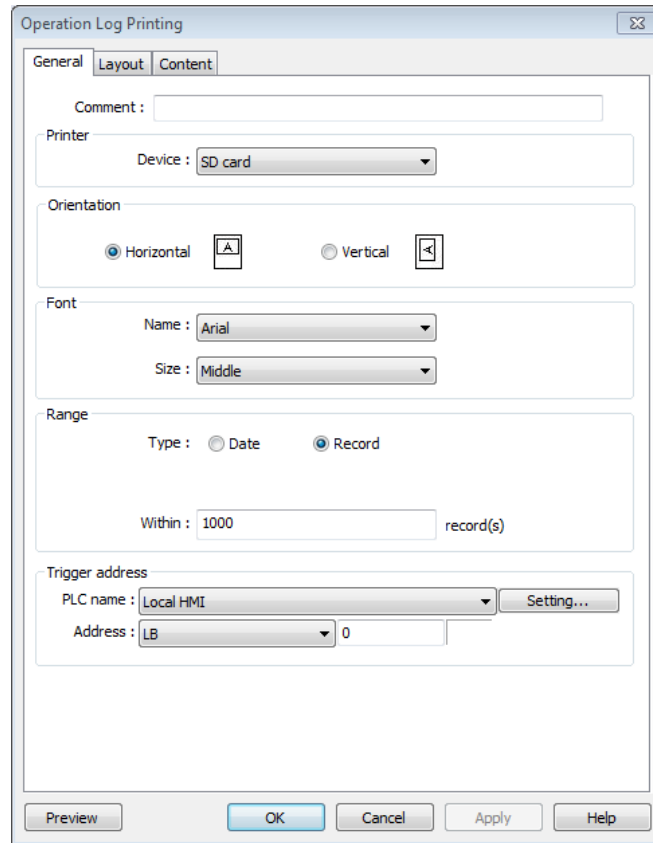 Operation Log Printing
General Layout Content
Comment :
Printer
Device : SD card
Orientation
Horizontal A Vertical A
Font
Name : Arial
Size : Middle
Range
Type : Date Record
Within : 1000 record(s)
Trigger address
PLC name : Local HMI Setting...
Address : LB 0
Preview OK Cancel Apply Help